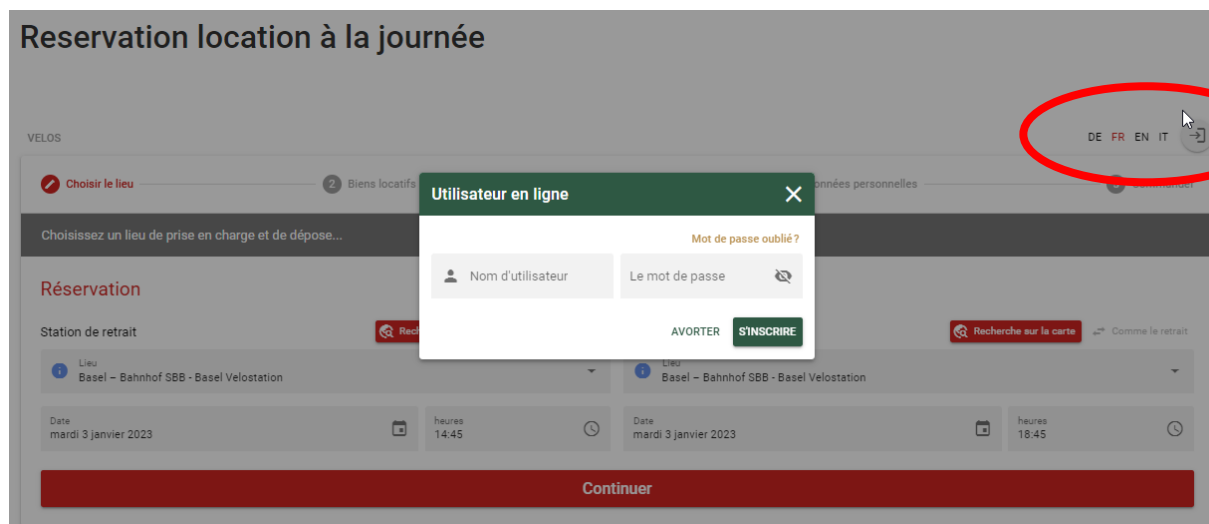 Reservation location à la journée
VELOS
DE FR EN IT
Choisir le lieu
2 Biens locatifs
Choisissez un lieu de prise en charge et de dépose...
Utilisateur en ligne
Mot de passe oublié?
Nom d'utilisateur
Le mot de passe
AVORTER
S'INSCRIRE
Réservation
Station de retrait
Recherche sur la carte
Comme le retrait
Lieu
Basel – Bahnhof SBB - Basel Velostation
Lieu
Basel – Bahnhof SBB - Basel Velostation
Date
mardi 3 janvier 2023
heures
14:45
Date
mardi 3 janvier 2023
heures
18:45
Continuer